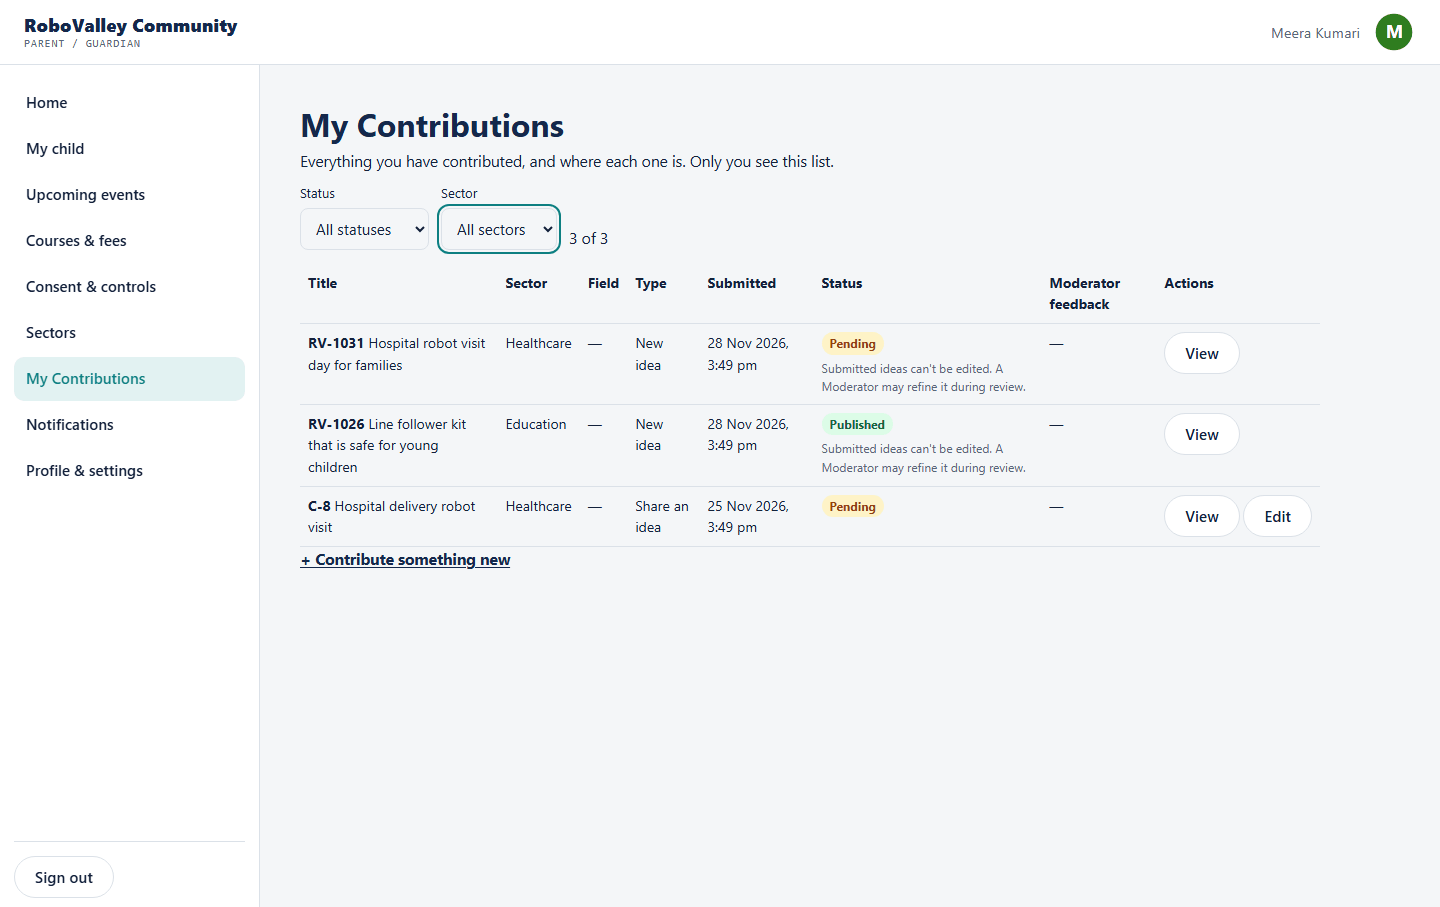 RoboValley Community
PARENT / GUARDIAN
Meera Kumari
M
Home
My child
Upcoming events
Courses & fees
Consent & controls
Sectors
My Contributions
Notifications
Profile & settings
Sign out
My Contributions
Everything you have contributed, and where each one is. Only you see this list.
Status
Sector
All statuses
All sectors
3 of 3
Title Sector Field Type Submitted Status Moderator feedback Actions
RV-1031 Hospital robot visit
day for families
Healthcare
—
New
idea
28 Nov 2026,
3:49 pm
Pending
Submitted ideas can't be edited. A
Moderator may refine it during review.
—
View
RV-1026 Line follower kit
that is safe for young
children
Education
—
New
idea
28 Nov 2026,
3:49 pm
Published
Submitted ideas can't be edited. A
Moderator may refine it during review.
—
View
C-8 Hospital delivery robot
visit
Healthcare
—
Share an
idea
25 Nov 2026,
3:49 pm
Pending
—
View
Edit
+ Contribute something new